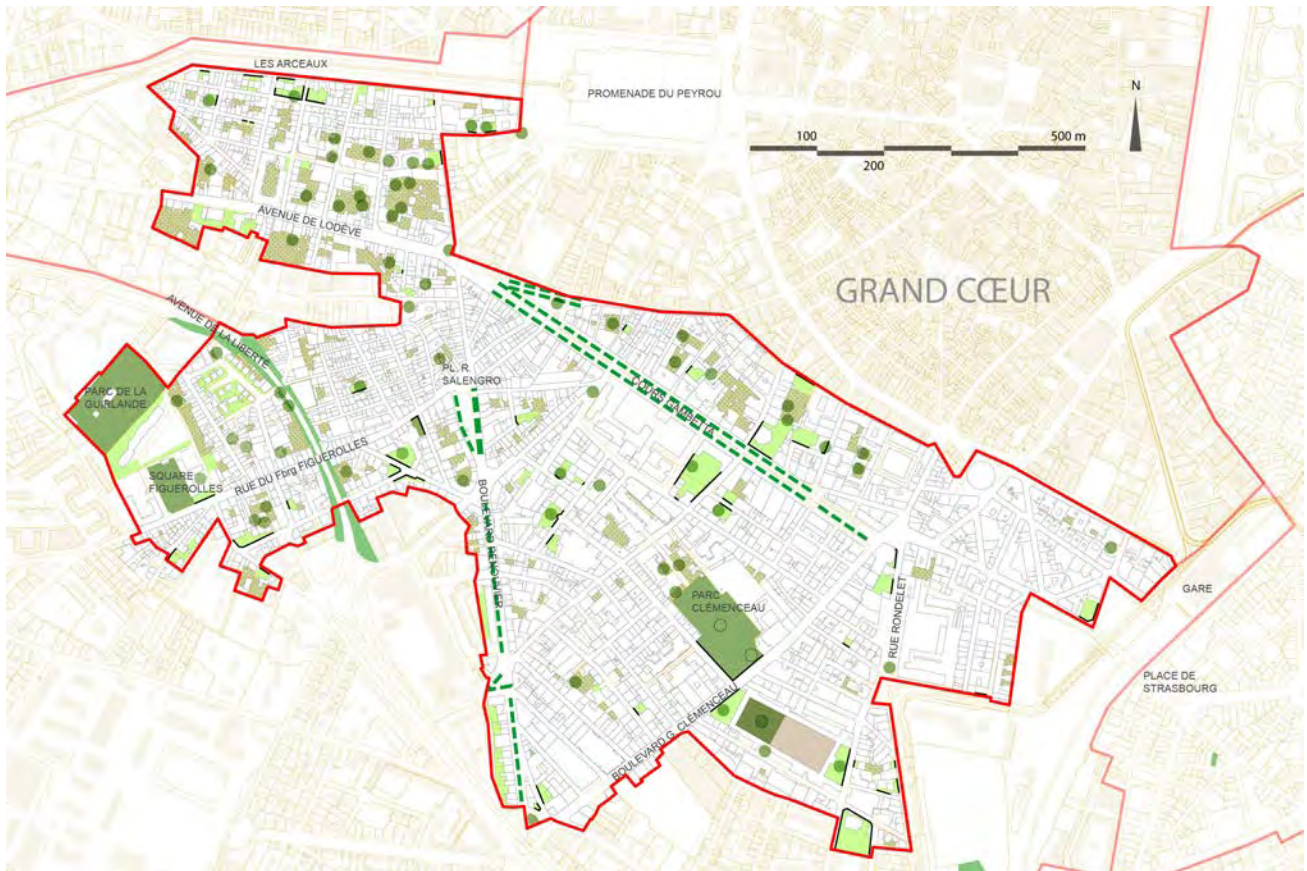 LES ARCEAUX
PROMENADE DU PEYROU
N
100
500 m
200
AVENUE DE LODÈVE
GRAND CŒUR
AVENUE DE LA LIBERTÉ
PARC DE LA
GUIRLANDE
PL. R.
SALENGRO
COURS GAMBETTA
SQUARE
FIGUEROLLES
RUE DU Fbrg FIGUEROLLES
BOULEVARD RENOUVIER
PARC
CLÉMENCEAU
RUE RONDELET
GARE
PLACE DE
STRASBOURG
BOULEVARD G. CLÉMENCEAU